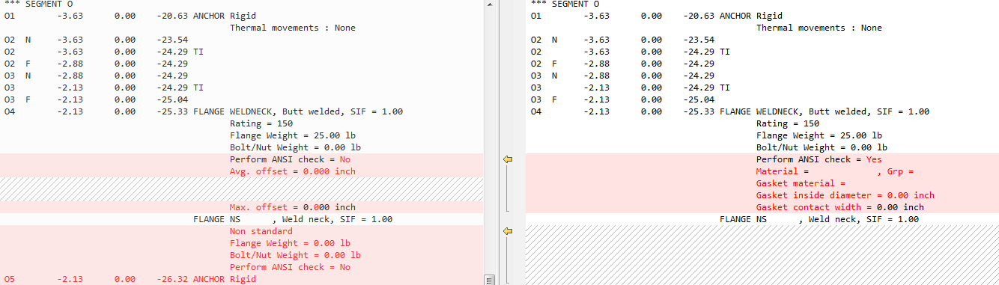 *** SEGMENT O
O1 -3.63 0.00 -20.63 ANCHOR Rigid
Thermal movements : None
O2 N -3.63 0.00 -23.54
O2 -3.63 0.00 -24.29 TI
O2 F -2.88 0.00 -24.29
O3 N -2.88 0.00 -24.29
O3 -2.13 0.00 -24.29 TI
O3 F -2.13 0.00 -25.04
O4 -2.13 0.00 -25.33 FLANGE WELDNECK, Butt welded, SIF = 1.00
Rating = 150
Flange Weight = 25.00 lb
Bolt/Nut Weight = 0.00 lb
Perform ANSI check = No
Avg. offset = 0.000 inch
Max. offset = 0.000 inch
FLANGE NS , Weld neck, SIF = 1.00
Non standard
Flange Weight = 0.00 lb
Bolt/Nut Weight = 0.00 lb
Perform ANSI check = No
O5 -2.13 0.00 -26.32 ANCHOR Rigid
*** SEGMENT O
O1 -3.63 0.00 -20.63 ANCHOR Rigid
Thermal movements : None
O2 N -3.63 0.00 -23.54
O2 -3.63 0.00 -24.29 TI
O2 F -2.88 0.00 -24.29
O3 N -2.88 0.00 -24.29
O3 -2.13 0.00 -24.29 TI
O3 F -2.13 0.00 -25.04
O4 -2.13 0.00 -25.33 FLANGE WELDNECK, Butt welded, SIF = 1.00
Rating = 150
Flange Weight = 25.00 lb
Bolt/Nut Weight = 0.00 lb
Perform ANSI check = Yes
Material = , Grp =
Gasket material =
Gasket inside diameter = 0.00 inch
Gasket contact width = 0.00 inch
FLANGE NS , Weld neck, SIF = 1.00